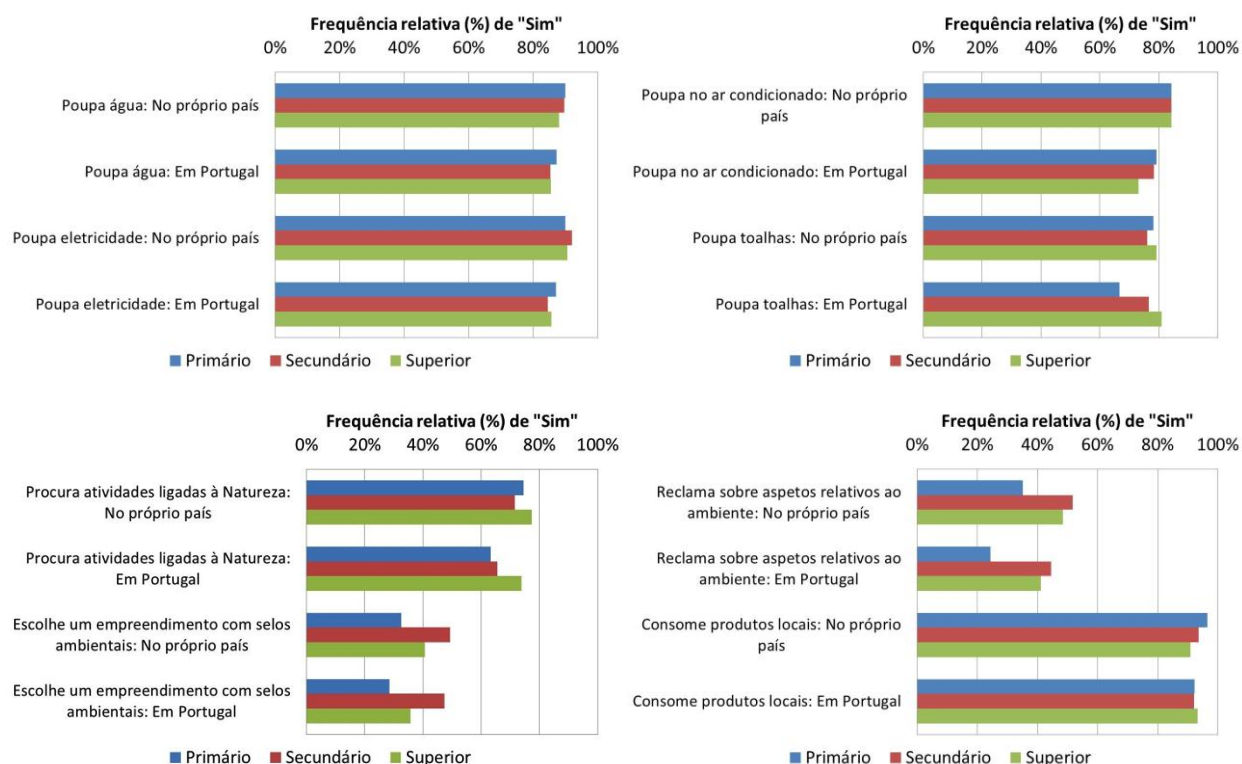 Frequência relativa (%) de "Sim"
0% 20% 40% 60% 80% 100%
Poupa água: No próprio país
Poupa água: Em Portugal
Poupa eletricidade: No próprio país
Poupa eletricidade: Em Portugal
Primário Secundário Superior
Frequência relativa (%) de "Sim"
0% 20% 40% 60% 80% 100%
Poupa no ar condicionado: No próprio
país
Poupa no ar condicionado: Em Portugal
Poupa toalhas: No próprio país
Poupa toalhas: Em Portugal
Primário Secundário Superior
Frequência relativa (%) de "Sim"
0% 20% 40% 60% 80% 100%
Procura atividades ligadas à Natureza:
No próprio país
Procura atividades ligadas à Natureza:
Em Portugal
Escolhe um empreendimento com selos
ambientais: No próprio país
Escolhe um empreendimento com selos
ambientais: Em Portugal
Primário Secundário Superior
Frequência relativa (%) de "Sim"
0% 20% 40% 60% 80% 100%
Reclama sobre aspetos relativos ao
ambiente: No próprio país
Reclama sobre aspetos relativos ao
ambiente: Em Portugal
Consome produtos locais: No próprio
país
Consome produtos locais: Em Portugal
Primário Secundário Superior